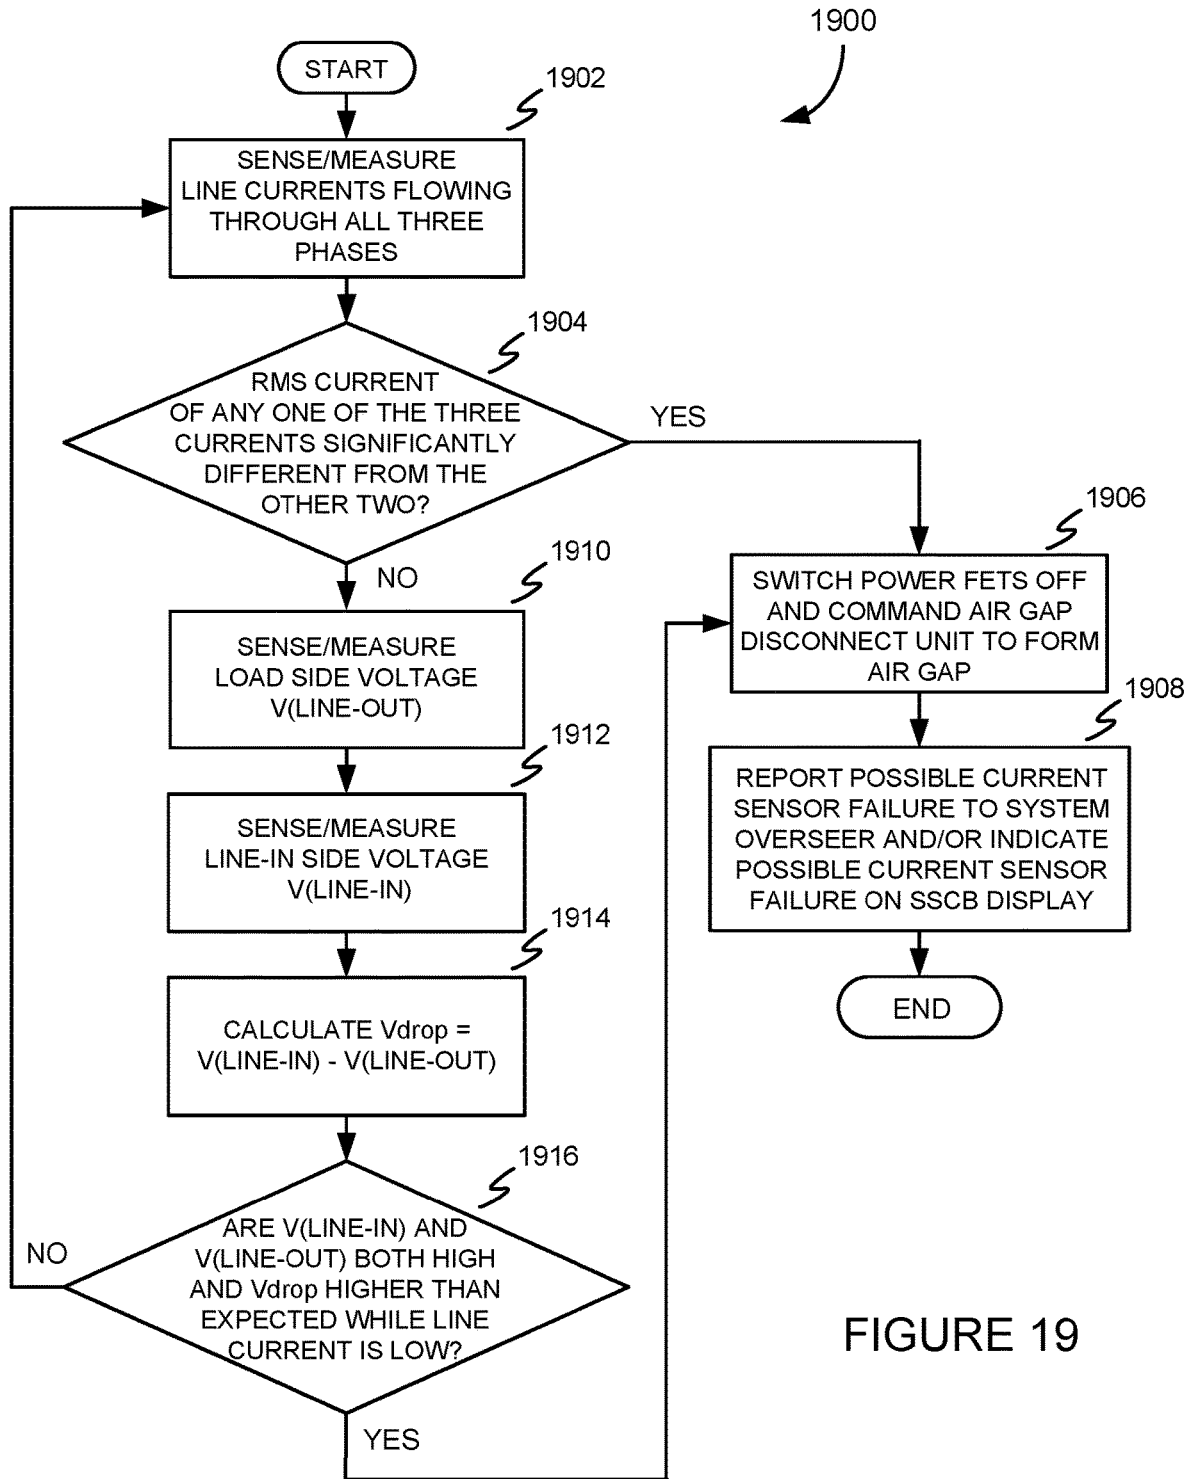 1900
START
1902
SENSE/MEASURE
LINE CURRENTS FLOWING
THROUGH ALL THREE
PHASES
1904
RMS CURRENT
OF ANY ONE OF THE THREE
CURRENTS SIGNIFICANTLY
DIFFERENT FROM THE
OTHER TWO?
YES
NO
1906
SWITCH POWER FETS OFF
AND COMMAND AIR GAP
DISCONNECT UNIT TO FORM
AIR GAP
1908
REPORT POSSIBLE CURRENT
SENSOR FAILURE TO SYSTEM
OVERSEER AND/OR INDICATE
POSSIBLE CURRENT SENSOR
FAILURE ON SSCB DISPLAY
END
1910
SENSE/MEASURE
LOAD SIDE VOLTAGE
V(LINE-OUT)
1912
SENSE/MEASURE
LINE-IN SIDE VOLTAGE
V(LINE-IN)
1914
CALCULATE Vdrop =
V(LINE-IN) - V(LINE-OUT)
1916
ARE V(LINE-IN) AND
V(LINE-OUT) BOTH HIGH
AND Vdrop HIGHER THAN
EXPECTED WHILE LINE
CURRENT IS LOW?
NO
YES
FIGURE 19